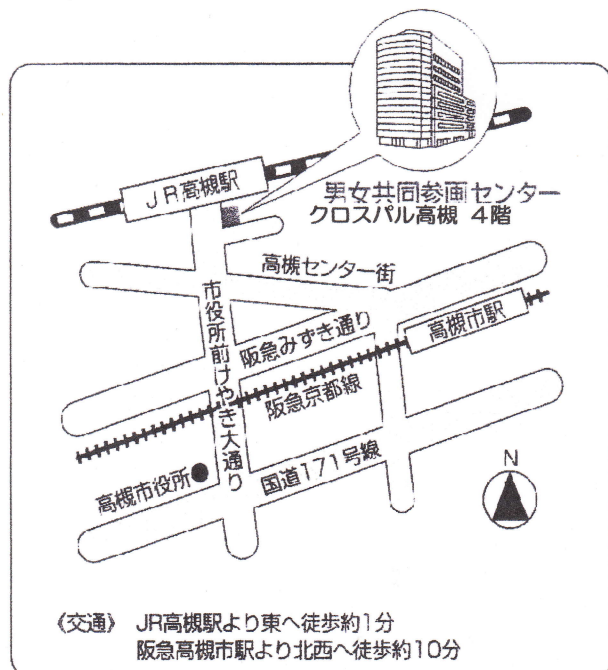 JR高槻駅
男女共同参画センター
クロスパル高槻 4階
高槻センター街
市役所前けやき大通り
阪急みずき通り
高槻市駅
阪急京都線
高槻市役所
国道171号線
N
《交通》 JR高槻駅より東へ徒歩約1分
阪急高槻市駅より北西へ徒歩約10分